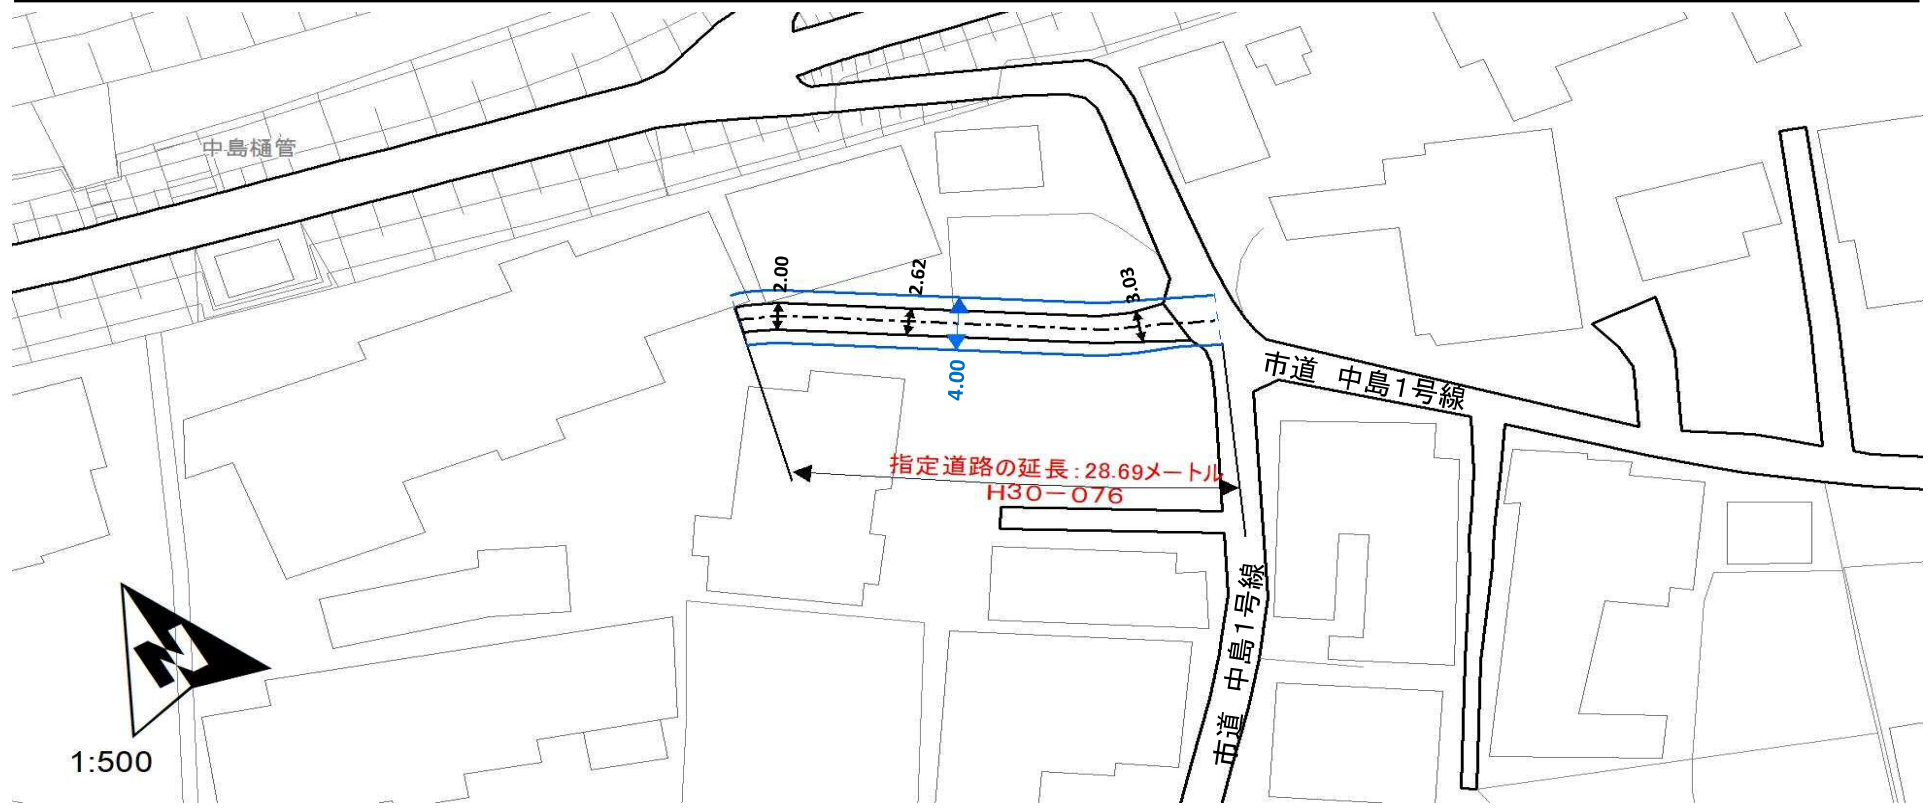 中島樋管
2.00
2.62
3.03
4.00
市道 中島1号線
指定道路の延長:28.69メートル
H30-076
市道 中島1号線
N
1:500